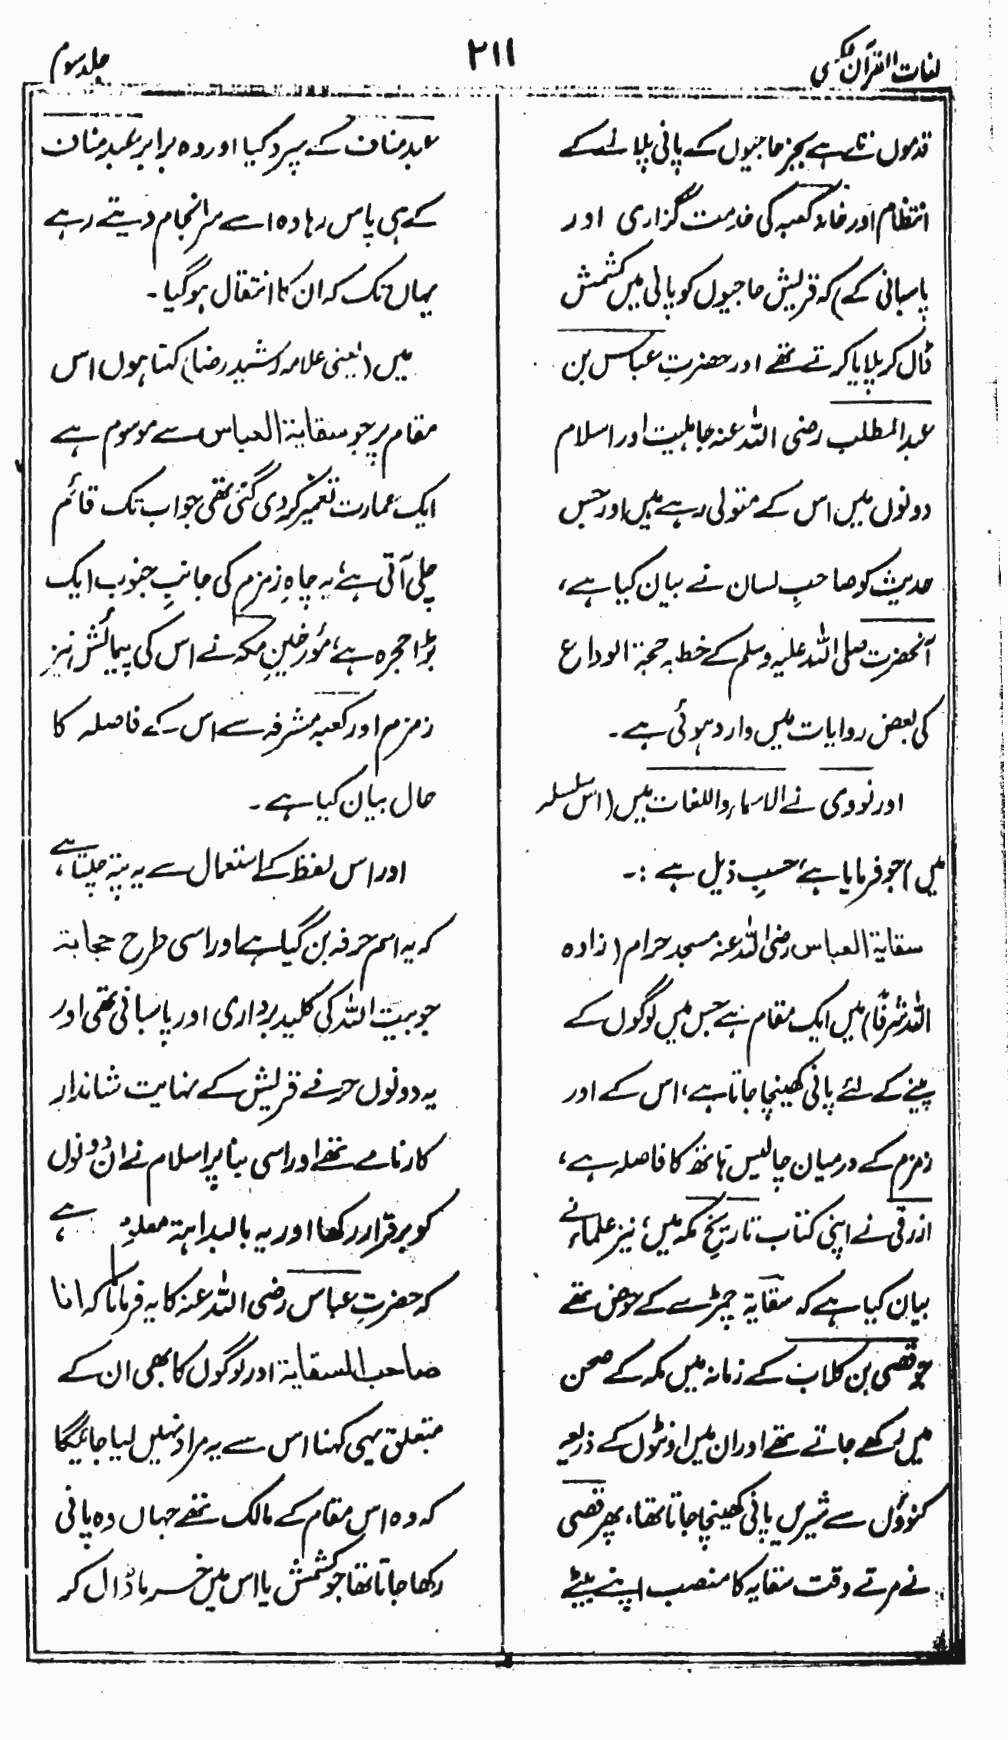 لغات القرآن
۲۱۱
جلد سوم
قدموں تلے ہے بجز حاجیوں کے پانی پلانے کے
انتظام اور خانہ کعبہ کی خدمت گزاری اور
پاسبانی کے) کہ قریش حاجیوں کو پانی میں کشمش
ڈال کر پلایا کرتے تھے اور حضرتِ عباس بن
عبدالمطلب رضی اللہ عنہ جاہلیت اور اسلام
دونوں میں اس کے متولی رہے ہیں اور جس
حدیث کو صاحبِ لسان نے بیان کیا ہے،
آنحضرت صلی اللہ علیہ وسلم کے خطبہ حجۃ الوداع
کی بعض روایات میں وارد ہوئی ہے۔
اور نووی نے الاسماء واللغات میں (اس سلسلہ
میں) جو فرمایا ہے، حسبِ ذیل ہے :۔
سقایۃ العباس رضی اللہ عنہ مسجد حرام (زادہ
اللہ شرفًا) میں ایک مقام ہے جس میں لوگوں کے
پینے کے لئے پانی کھینچا جاتا ہے، اس کے اور
زمزم کے درمیان چالیس ہاتھ کا فاصلہ ہے،
ازرقی نے اپنی کتاب تاریخ مکہ میں، نیز علماء نے
بیان کیا ہے کہ سقایۃ چمڑے کے حوض تھے
جو قصی بن کلاب کے زمانہ میں مکہ کے صحن
میں رکھے جاتے تھے اور ان میں اونٹوں کے ذریعہ
کنوؤں سے شیریں پانی کھینچا جاتا تھا، پھر قصی
نے مرتے وقت سقایہ کا منصب اپنے بیٹے
عبدمناف کے سپرد کیا اور وہ برابر عبدمناف
کے ہی پاس رہا وہ اسے سرانجام دیتے رہے
یہاں تک کہ ان کا انتقال ہوگیا۔
میں (یعنی علامہ رشید رضا) کہتا ہوں اس
مقام پر جو سقایۃ العباس سے موسوم ہے
ایک عمارت تعمیر کردی گئی تھی جو اب تک قائم
چلی آتی ہے، یہ چاہِ زمزم کی جانبِ جنوب ایک
بڑا حجرہ ہے، مؤرخینِ مکہ نے اس کی پیمائش نیز
زمزم اور کعبہ مشرفہ سے اس کے فاصلہ کا
حال بیان کیا ہے۔
اور اس لفظ کے استعمال سے یہ پتہ چلتا ہے،
کہ یہ اسم حرفہ بن گیا ہے اور اسی طرح حجابۃ
جو بیت اللہ کی کلید برداری اور پاسبانی تھی اور
یہ دونوں حرفے قریش کے نہایت شاندار
کارنامے تھے اور اسی بنا پر اسلام نے ان دونوں
کو برقرار رکھا اور یہ بالبداہۃ معلوم ہے،
کہ حضرتِ عباس رضی اللہ عنہ کا یہ فرمانا کہ انا
صاحب السقایۃ اور لوگوں کا بھی ان کے
متعلق یہی کہنا اس سے یہ مراد نہیں لیا جائیگا
کہ وہ اس مقام کے مالک تھے جہاں وہ پانی
رکھا جاتا تھا جو کشمش یا اس میں خرما ڈال کر